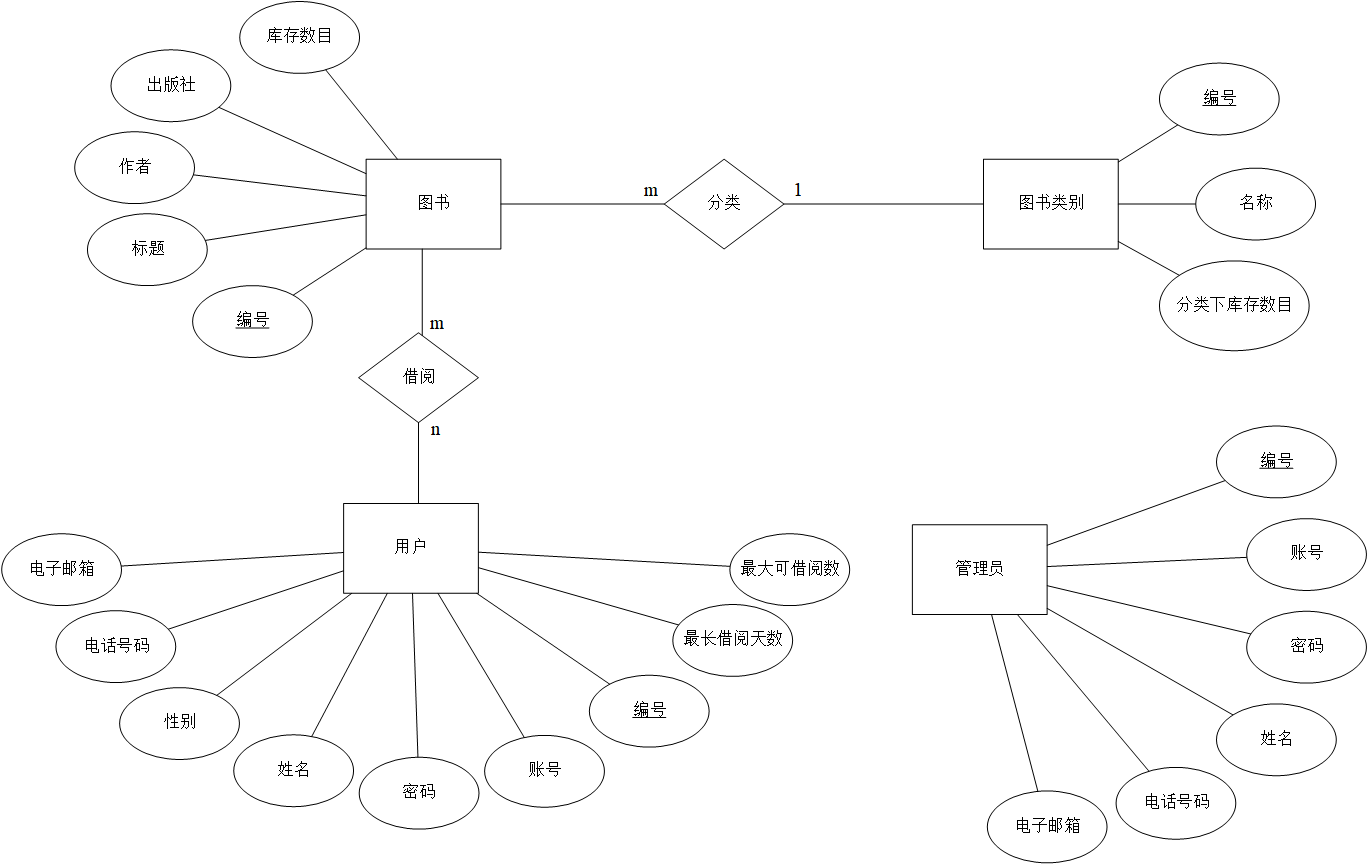 库存数目
出版社
编号
作者
图书
m
分类
1
图书类别
名称
标题
分类下库存数目
编号
m
借阅
n
编号
用户
账号
电子邮箱
最大可借阅数
管理员
电话号码
最长借阅天数
密码
性别
编号
姓名
姓名
密码
账号
电话号码
电子邮箱